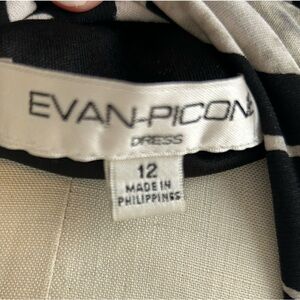 EVAN-PICONE
DRESS
12
MADE IN
PHILIPPINES